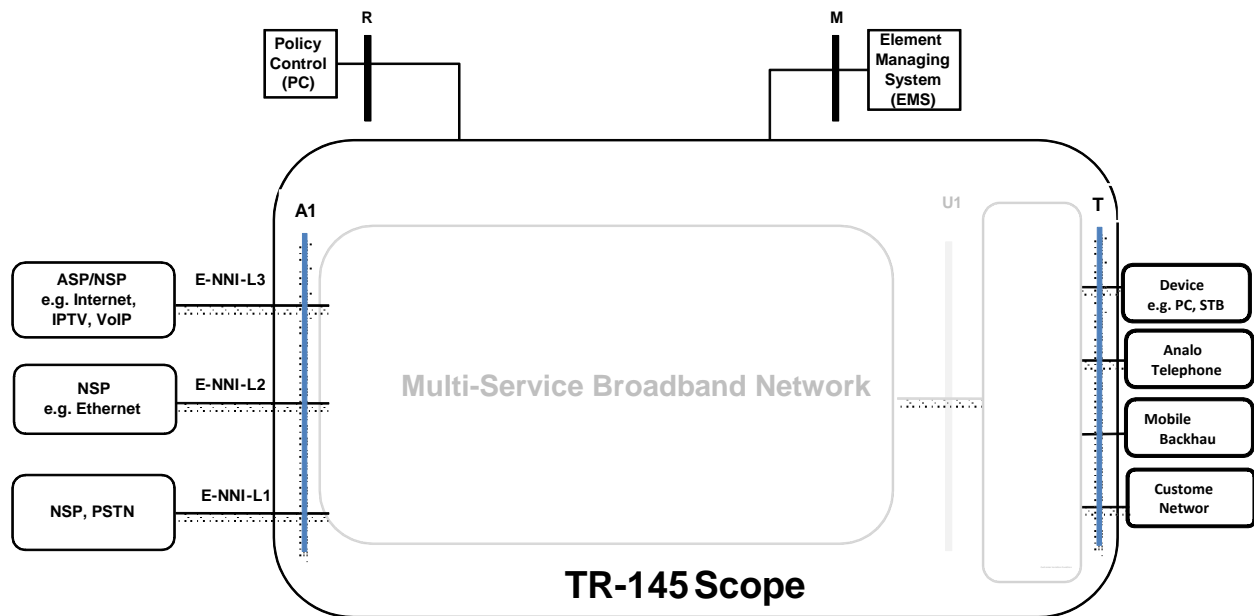 R
M
Policy
Control
(PC)
Element
Managing
System
(EMS)
A1
U1
T
ASP/NSP
e.g. Internet,
IPTV, VoIP
E-NNI-L3
NSP
e.g. Ethernet
E-NNI-L2
NSP, PSTN
E-NNI-L1
Multi-Service Broadband Network
Device
e.g. PC, STB
Analo
Telephone
Mobile
Backhau
Custome
Networ
TR-145 Scope